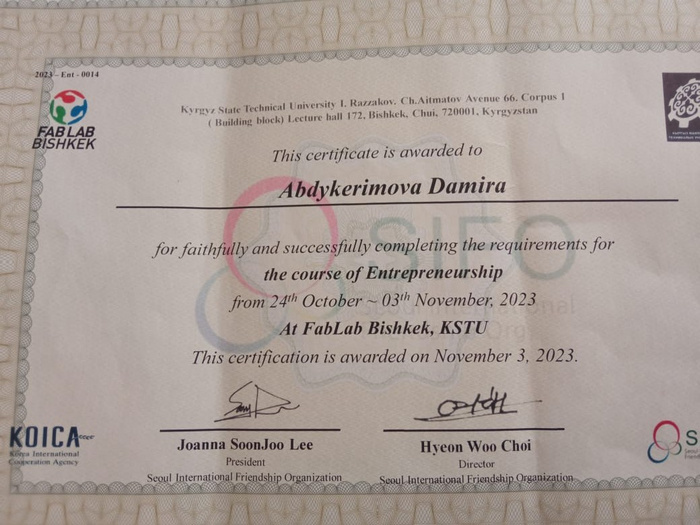 2023 - Ent - 0014
FAB LAB
BISHKEK
Kyrgyz State Technical University I. Razzakov. Ch.Aitmatov Avenue 66. Corpus 1
( Building block) Lecture hall 172, Bishkek, Chui, 720001, Kyrgyzstan
This certificate is awarded to
Abdykerimova Damira
for faithfully and successfully completing the requirements for
the course of Entrepreneurship
from 24th October ~ 03th November, 2023
At FabLab Bishkek, KSTU
This certification is awarded on November 3, 2023.
SIFO
KOICA
Korea International
Cooperation Agency
Joanna SoonJoo Lee
President
Seoul International Friendship Organization
Hyeon Woo Choi
Director
Seoul International Friendship Organization